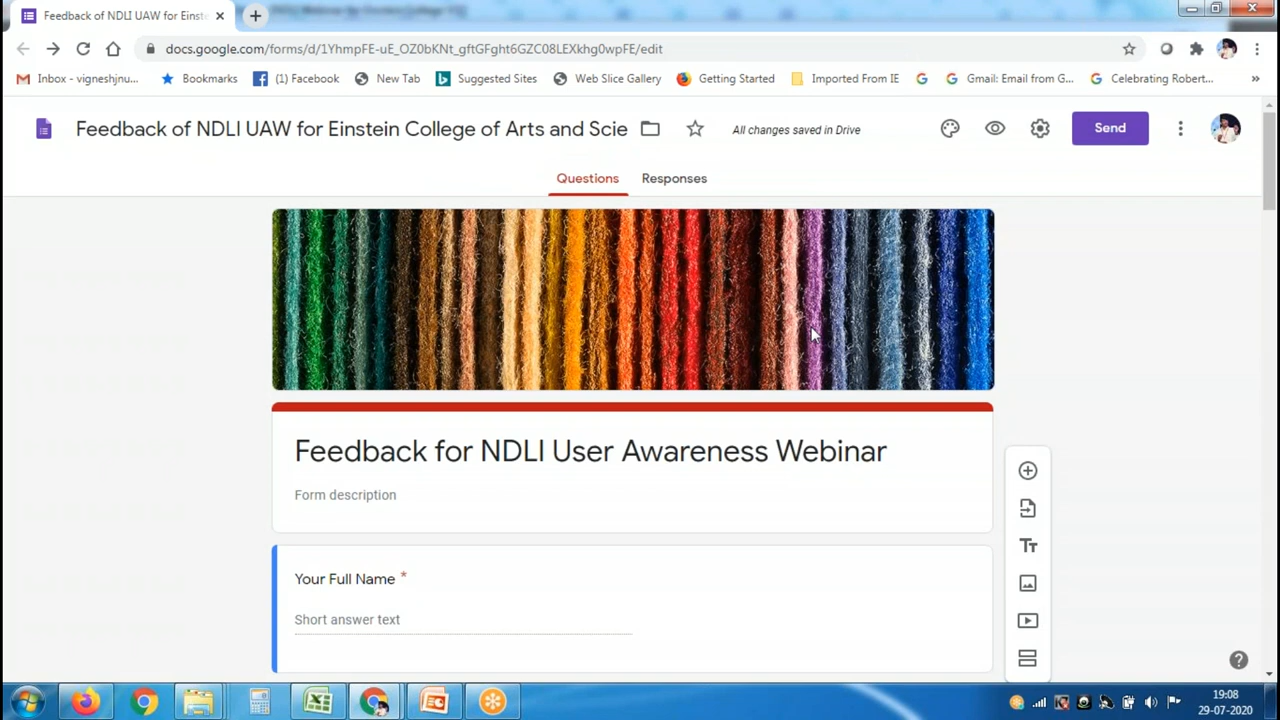 Feedback of NDLI UAW for Einste
docs.google.com/forms/d/1YhmpFE-uE_OZ0bKNt_gftGFght6GZC08LEXkhg0wpFE/edit
Inbox - vigneshjnu... Bookmarks (1) Facebook New Tab Suggested Sites Web Slice Gallery Getting Started Imported From IE Gmail: Email from G... Celebrating Robert... »
Feedback of NDLI UAW for Einstein College of Arts and Scie All changes saved in Drive Send
Questions Responses
Feedback for NDLI User Awareness Webinar
Form description
Your Full Name *
Short answer text
19:08
29-07-2020